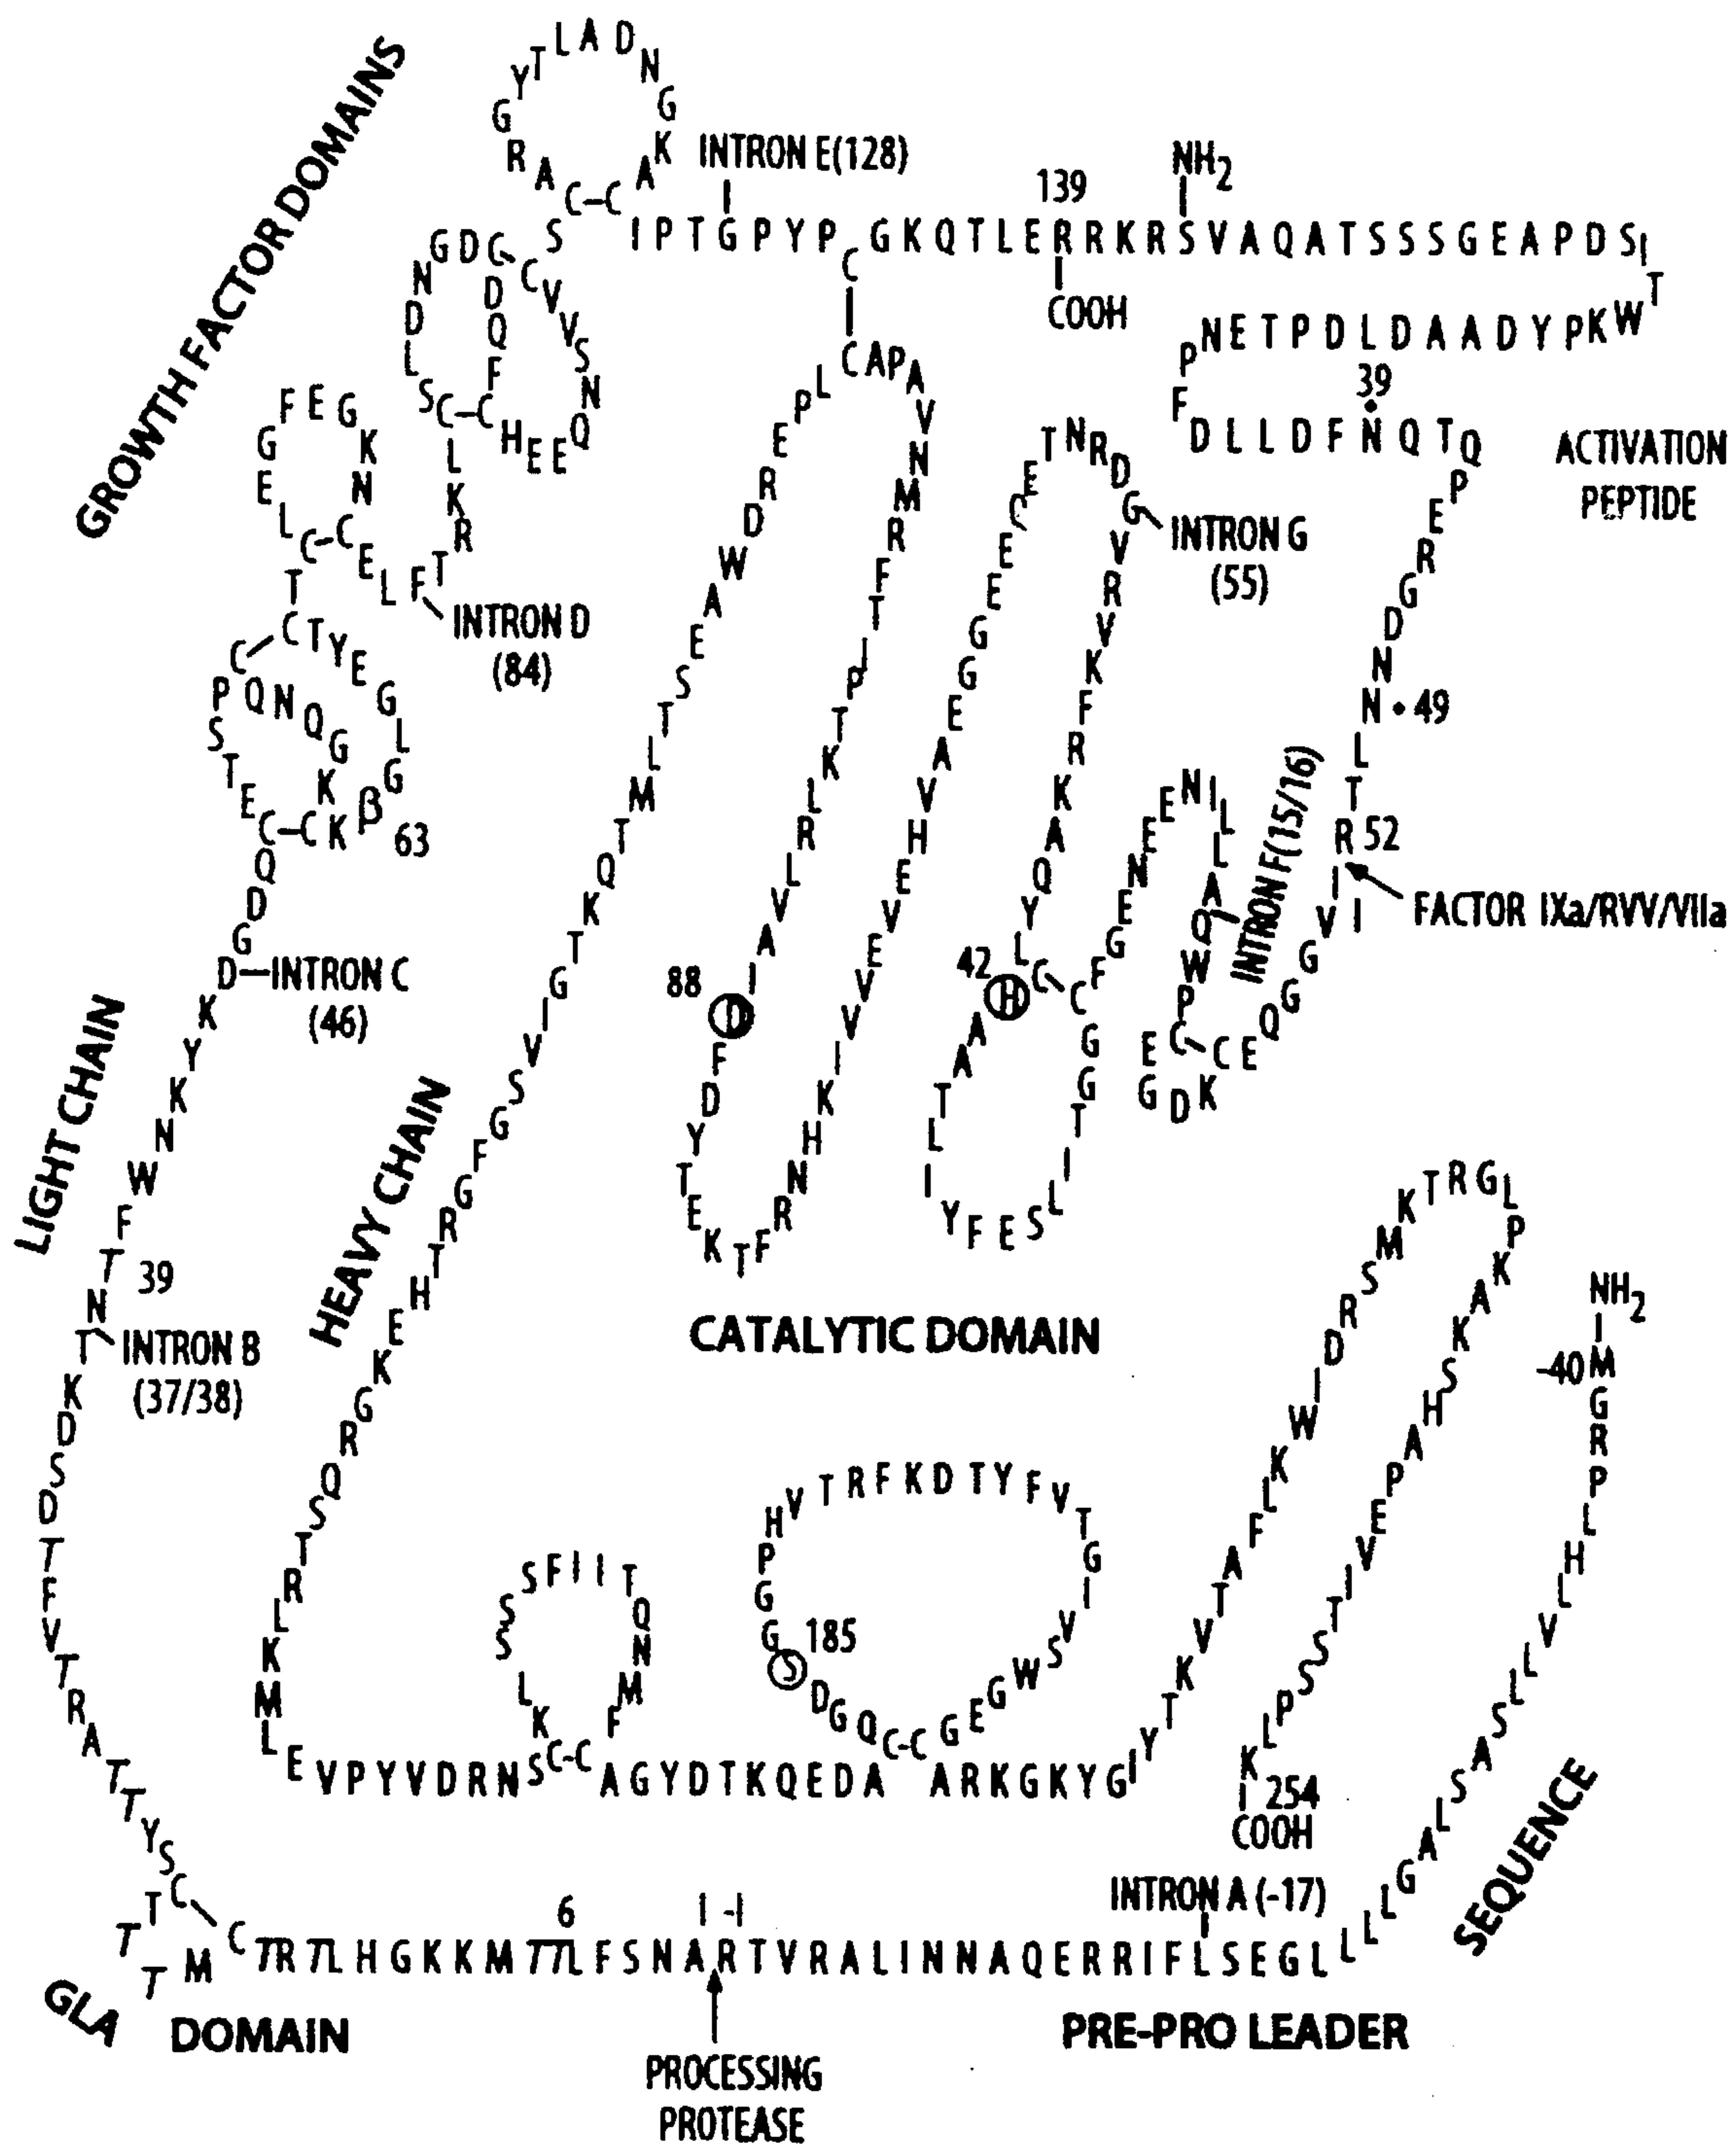 GROWTH FACTOR DOMAINS
C A R G Y T L A D N G K A C
INTRON E(128)
139
NH2
I P T G P Y P C G K Q T L E R R K R S V A Q A T S S S G E A P D S I T
COOH
W K P Y D A A D L D P T E N P
39
F D L L D F N Q T Q
ACTIVATION
PEPTIDE
P E R G D N N
49
L T R
52
FACTOR IXa/RVV/VIIa
I V G G Q E C K D G E C P W Q A L L
INTRON F(15/16)
I N E E N E G F C G G T I L S E F Y I L T A A H
42
C L Y Q A K R F K V R V G
INTRON G
(55)
D R N T E E E G G E A V H E V E V V I K H N R F T K E T Y D F D
88
I A L R L K T P I T F R M N V A P A C
L P E R D W A E S T L M T Q K T G I V S G F G R T H E K G R Q S T R L K M L E V P Y V D R N S C
K L S S S F I I T Q N M F C
A G Y D T K Q E D A C
Q G D S
185
G G P H V T R F K D T Y F V T G I V S W G E G C
A R K G K Y G I Y T K V T A F L K W I D R S M K T R G L P K A K S H A P E V I T S S P L K
254
COOH
CATALYTIC DOMAIN
S C V V S N Q E E H C F Q D
G D G N D L S C L K R T F
INTRON D
(84)
L E C N K G E F G E L C T C
T Y E G L G β
63
K C K G Q N Q P S T E C Q D G D
INTRON C
(46)
K Y K N W F T N
39
INTRON B
(37/38)
T K D S D T F V T R A T T Y S C
LIGHT CHAIN
HEAVY CHAIN
NH2
-40
M G R P L H L V L L S A S L A G L L L L G E S L F I R R E Q A N N I L A R V T R A N S F L
INTRON A (-17)
6
1 -1
M K K G H L
C M
GLA DOMAIN
PROCESSING
PROTEASE
PRE-PRO LEADER
SEQUENCE